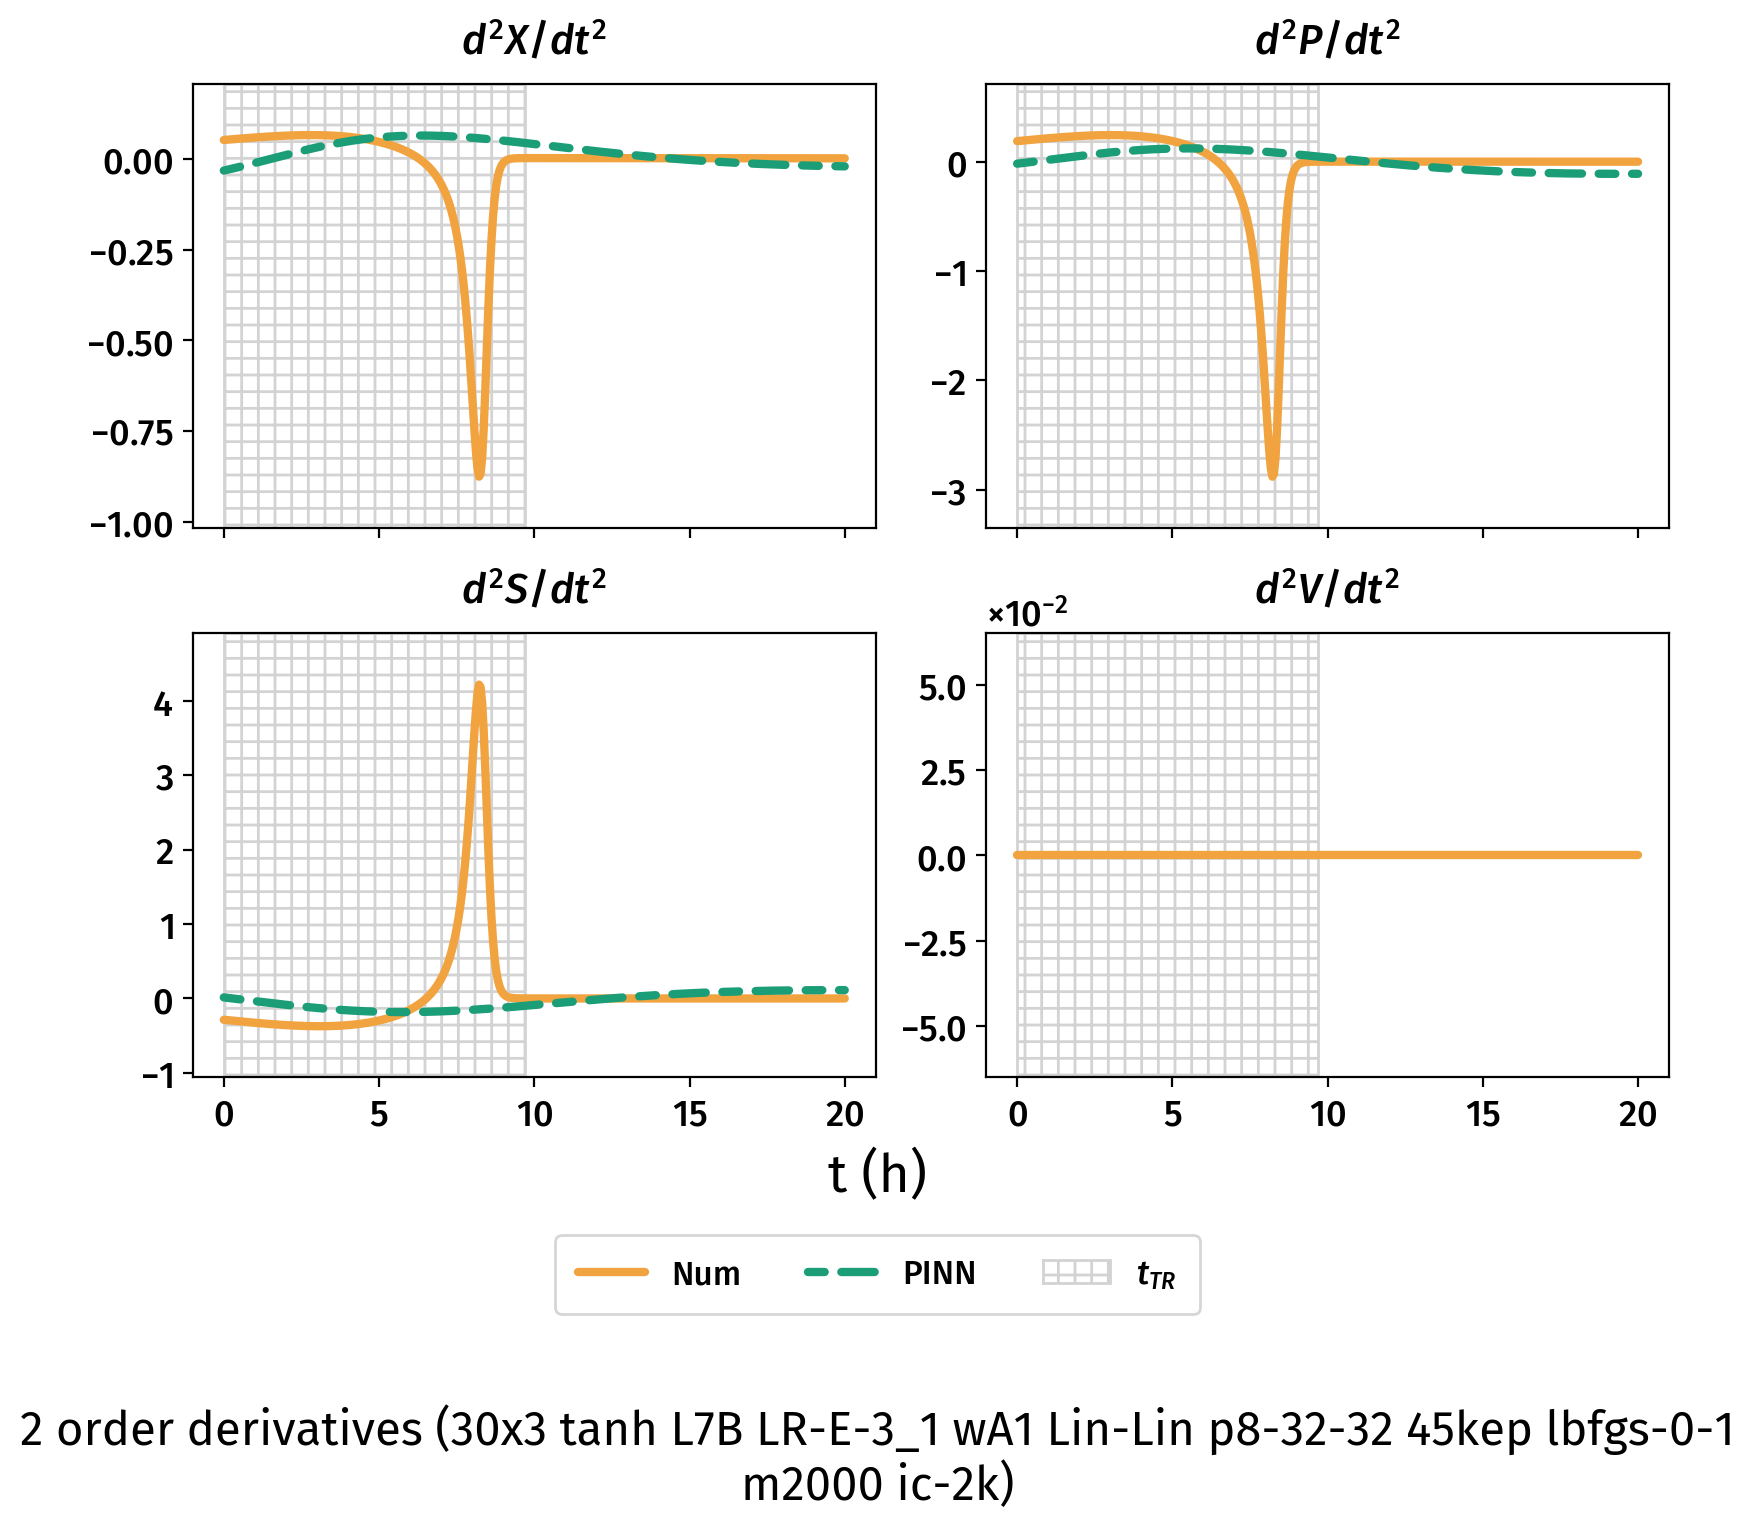 d²X/dt²
d²P/dt²
0.00
−0.25
−0.50
−0.75
−1.00
0
−1
−2
−3
d²S/dt²
d²V/dt²
×10⁻²
4
3
2
1
0
−1
5.0
2.5
0.0
−2.5
−5.0
0 5 10 15 20
0 5 10 15 20
t (h)
Num PINN t_TR
2 order derivatives (30x3 tanh L7B LR-E-3_1 wA1 Lin-Lin p8-32-32 45kep lbfgs-0-1
m2000 ic-2k)